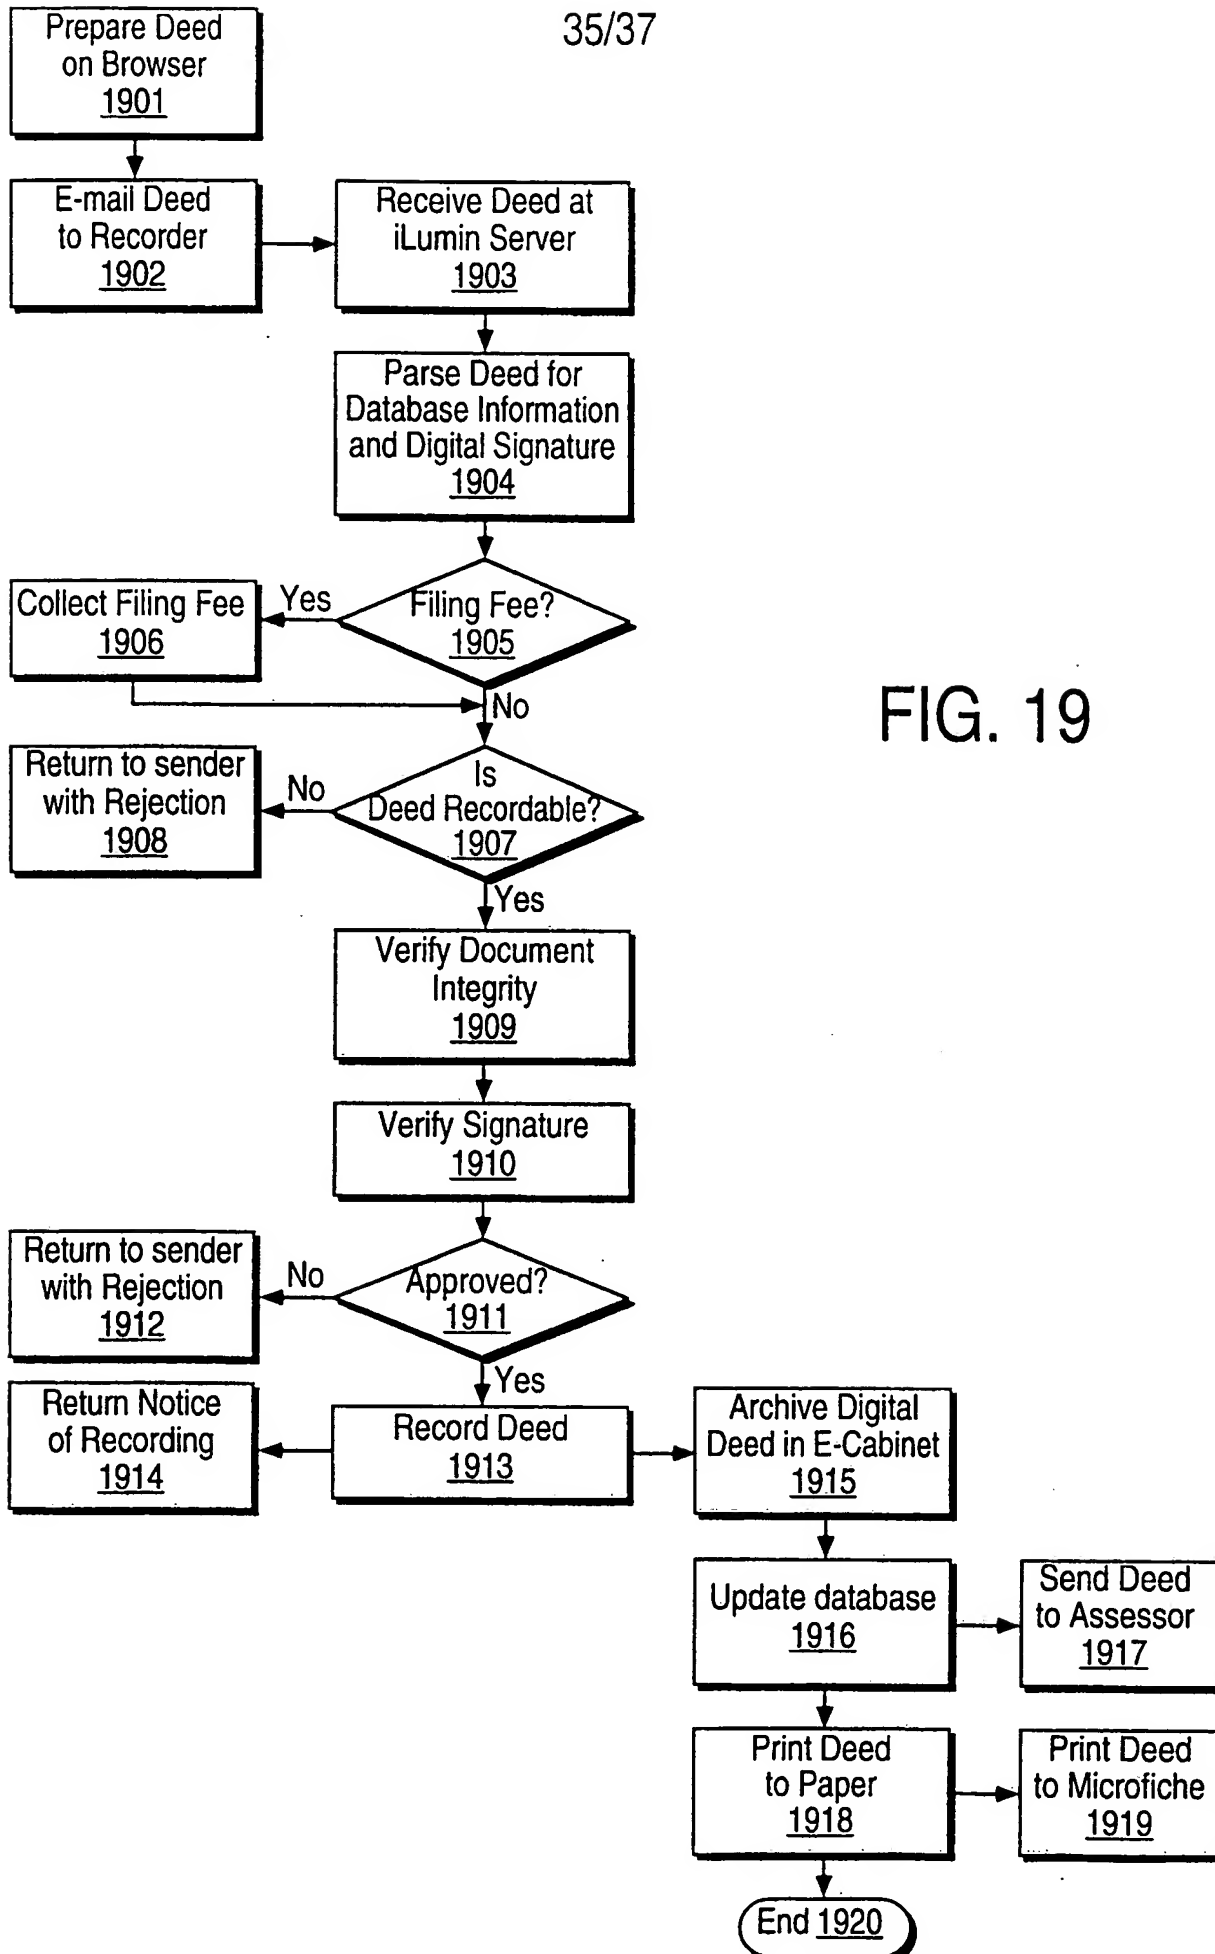 35/37
Prepare Deed
on Browser
1901
E-mail Deed
to Recorder
1902
Receive Deed at
iLumin Server
1903
Parse Deed for
Database Information
and Digital Signature
1904
Filing Fee?
1905
Yes
Collect Filing Fee
1906
No
FIG. 19
Is
Deed Recordable?
1907
No
Return to sender
with Rejection
1908
Yes
Verify Document
Integrity
1909
Verify Signature
1910
Approved?
1911
No
Return to sender
with Rejection
1912
Yes
Record Deed
1913
Return Notice
of Recording
1914
Archive Digital
Deed in E-Cabinet
1915
Update database
1916
Send Deed
to Assessor
1917
Print Deed
to Paper
1918
Print Deed
to Microfiche
1919
End 1920